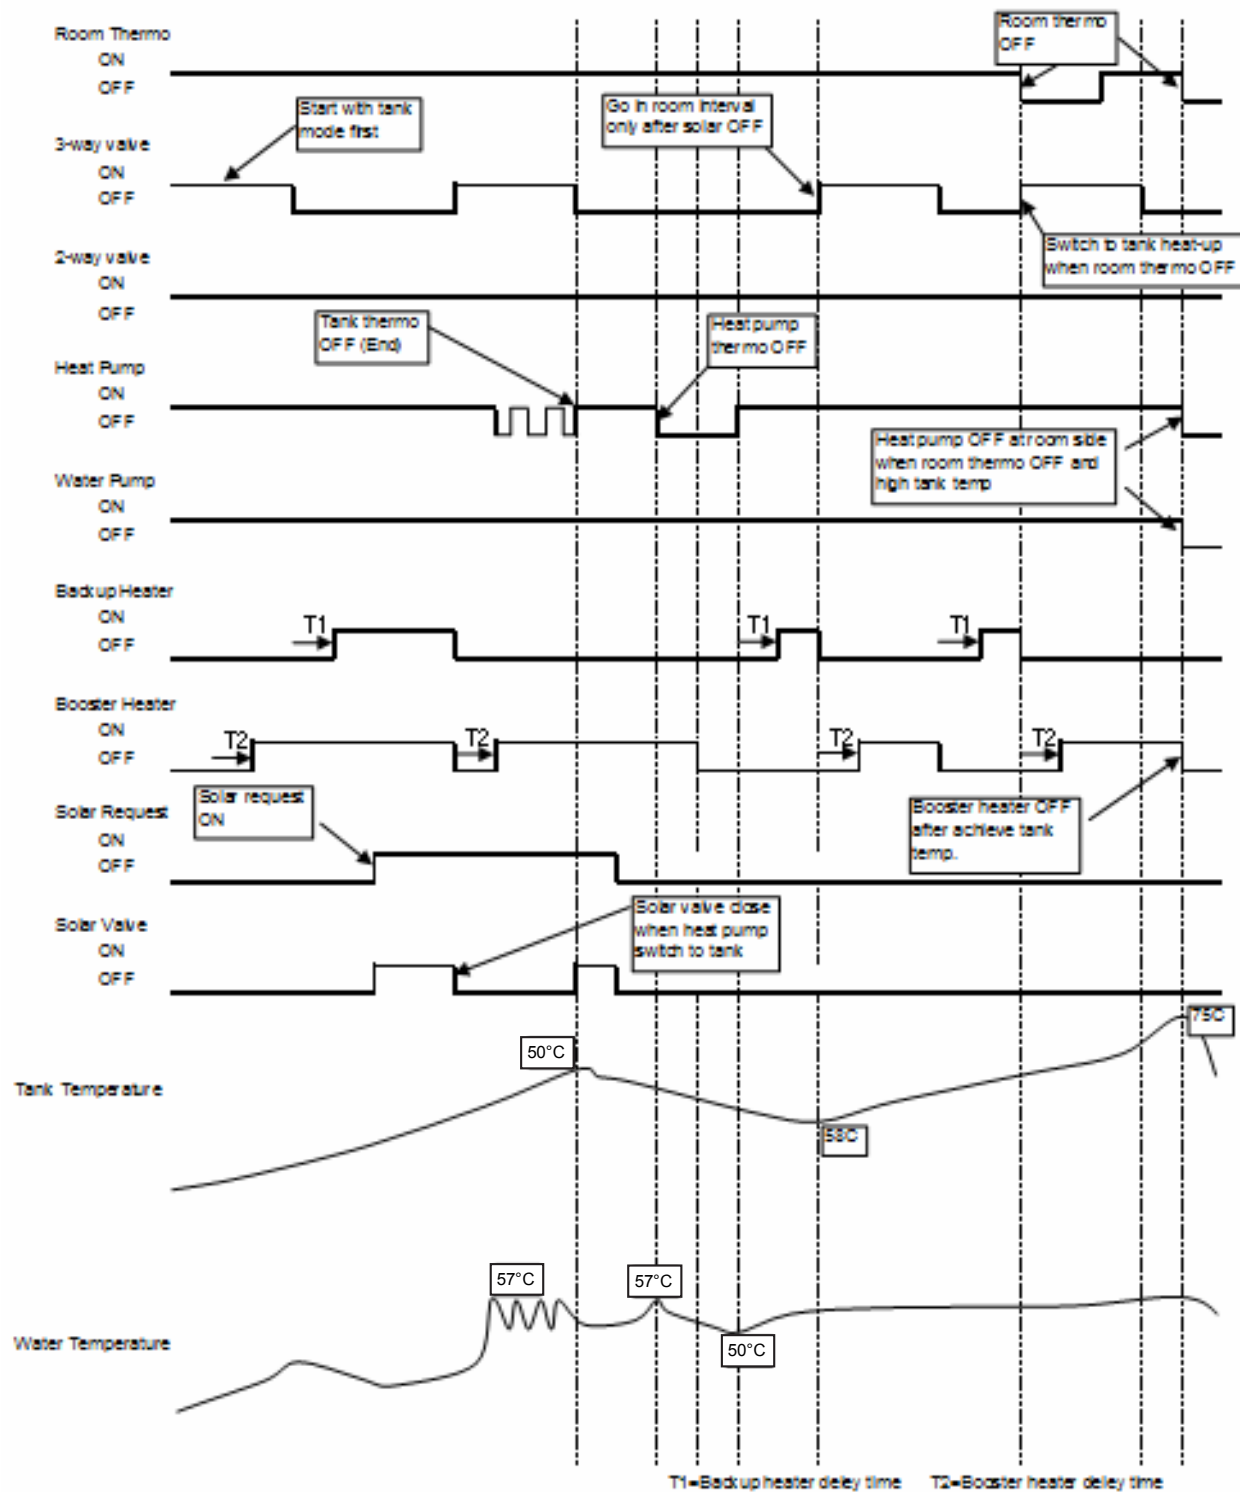 Room Thermo
ON
OFF
Room thermo
OFF
Start with tank
mode first
Go in room interval
only after solar OFF
3-way valve
ON
OFF
Switch to tank heat-up
when room thermo OFF
2-way valve
ON
OFF
Tank thermo
OFF (End)
Heat pump
thermo OFF
Heat Pump
ON
OFF
Heat pump OFF at room side
when room thermo OFF and
high tank temp
Water Pump
ON
OFF
Backup Heater
ON
OFF
T1
T1
T1
Booster Heater
ON
OFF
T2
T2
T2
T2
Solar request
ON
Booster heater OFF
after achieve tank
temp.
Solar Request
ON
OFF
Solar valve close
when heat pump
switch to tank
Solar Valve
ON
OFF
75C
50°C
Tank Temperature
58C
57°C
57°C
Water Temperature
50°C
T1=Backup heater deley time T2=Booster heater deley time